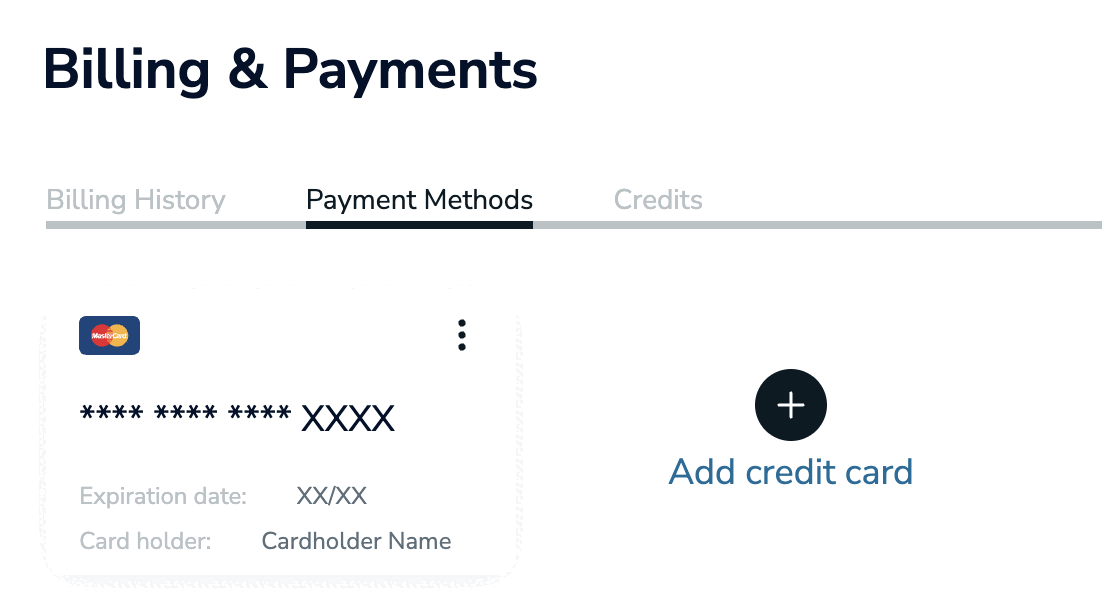 Billing & Payments
Billing History Payment Methods Credits
MasterCard
**** **** **** XXXX
Expiration date: XX/XX
Card holder: Cardholder Name
Add credit card